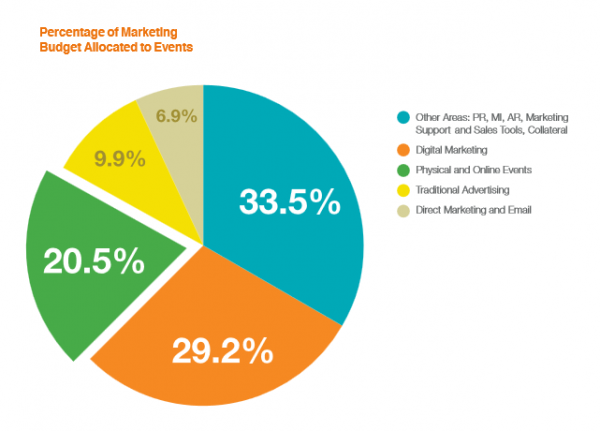 Percentage of Marketing
Budget Allocated to Events
6.9%
9.9%
33.5%
20.5%
29.2%
Other Areas: PR, MI, AR, Marketing
Support and Sales Tools, Collateral
Digital Marketing
Physical and Online Events
Traditional Advertising
Direct Marketing and Email